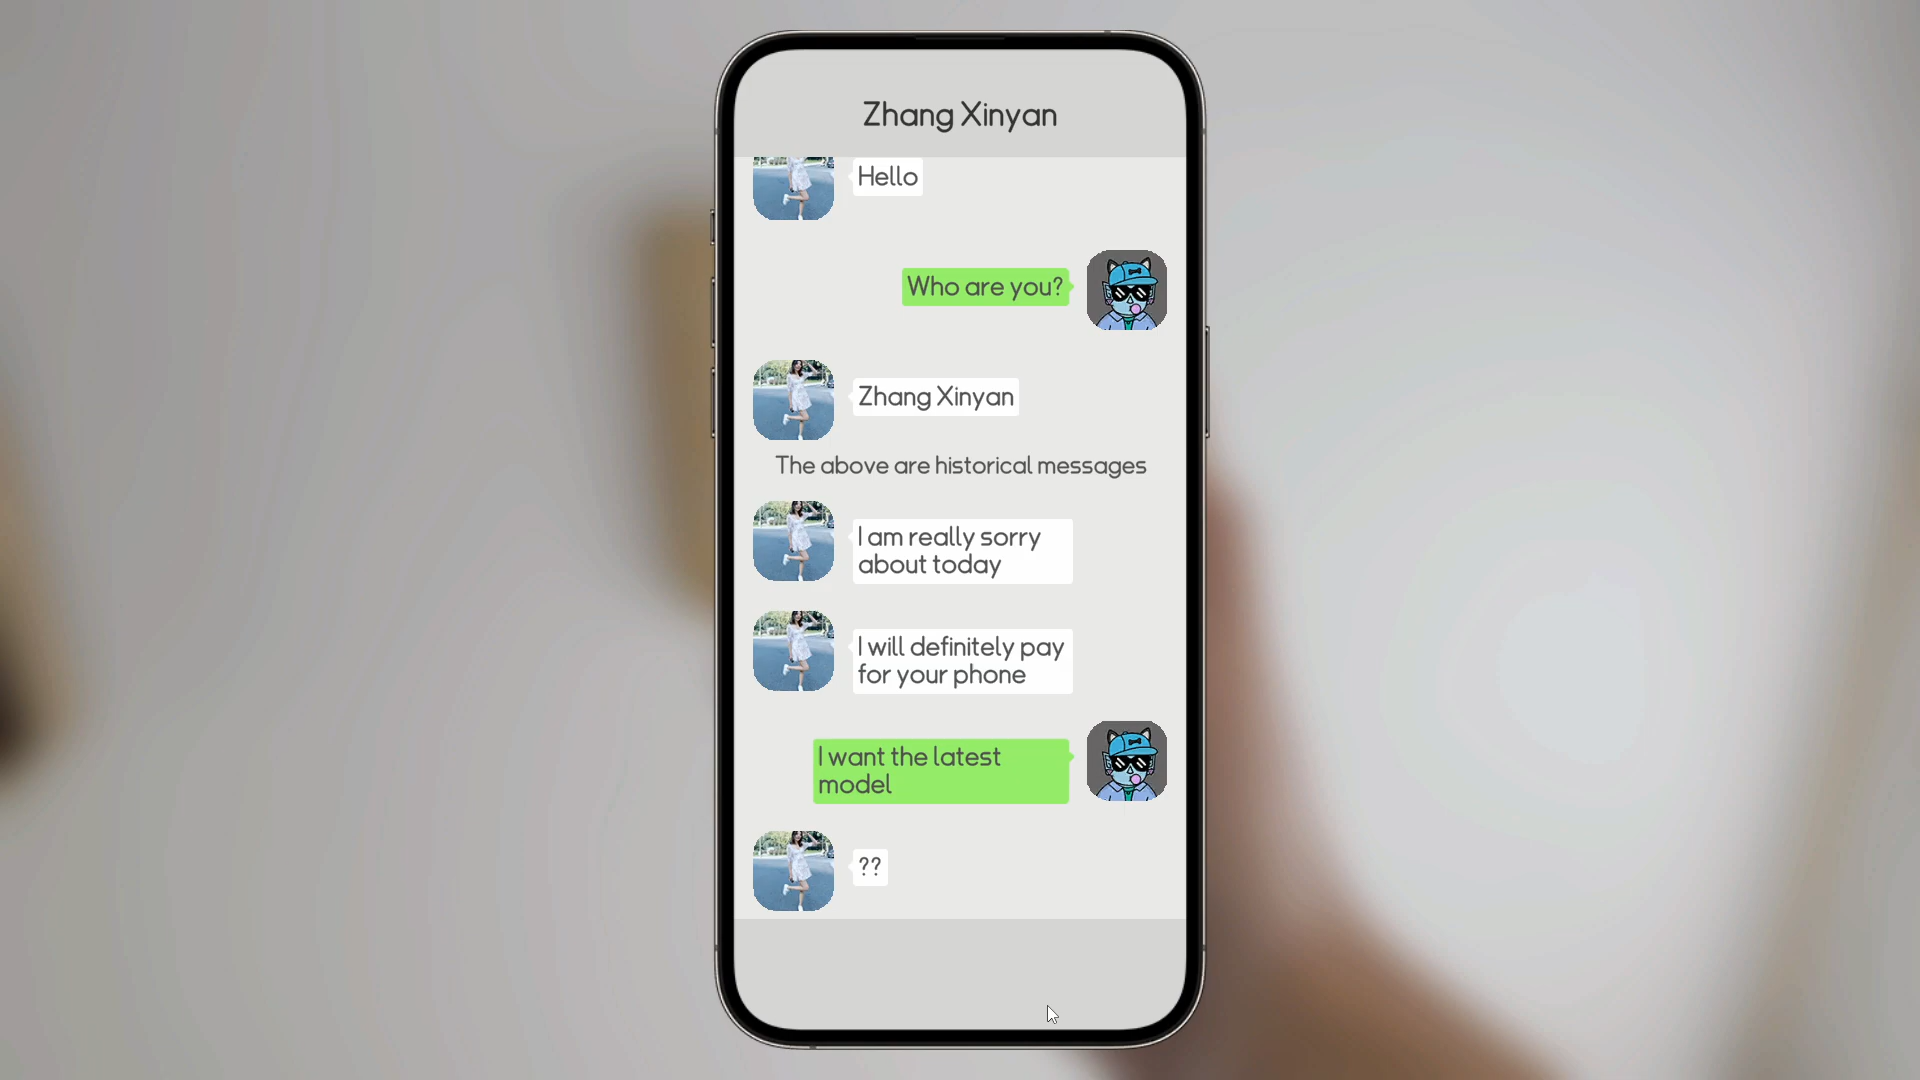 Zhang Xinyan
Hello
Who are you?
Zhang Xinyan
The above are historical messages
I am really sorry
about today
I will definitely pay
for your phone
I want the latest
model
??